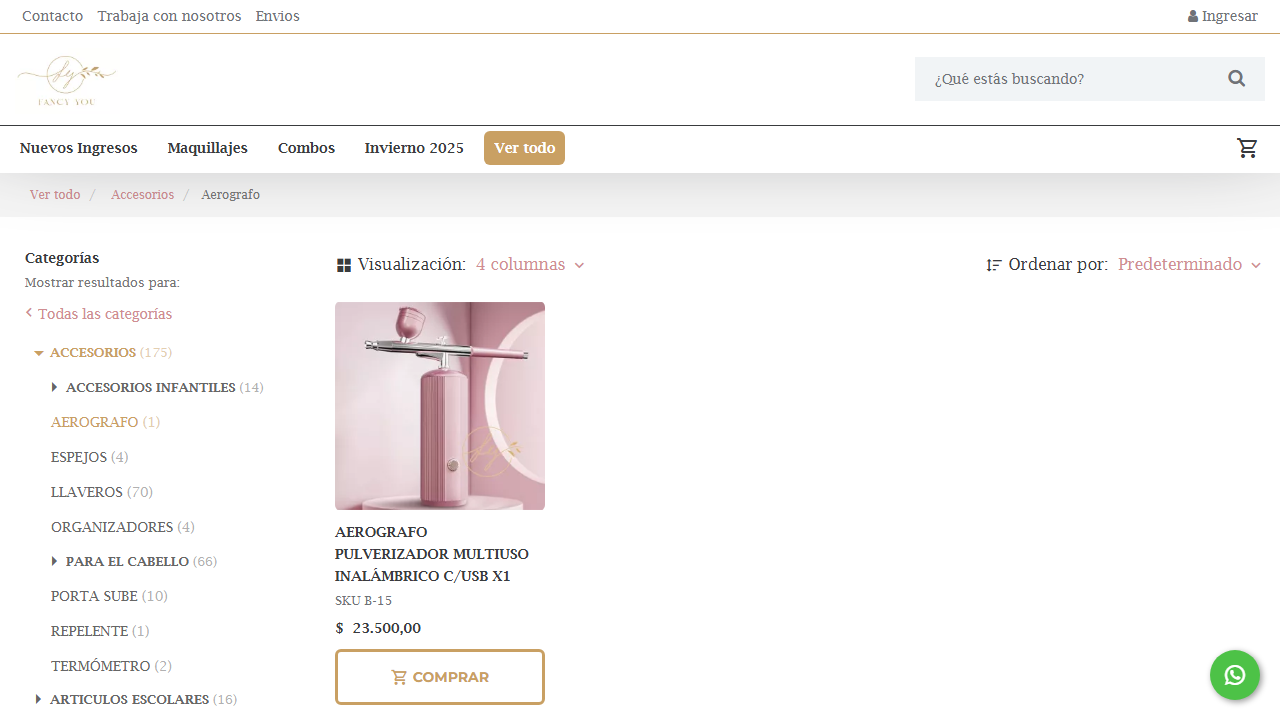 Contacto Trabaja con nosotros Envios
Ingresar
fy
FANCY YOU
¿Qué estás buscando?
Nuevos Ingresos Maquillajes Combos Invierno 2025 Ver todo
Ver todo / Accesorios / Aerografo
Categorías
Mostrar resultados para:
Todas las categorías
ACCESORIOS (175)
ACCESORIOS INFANTILES (14)
AEROGRAFO (1)
ESPEJOS (4)
LLAVEROS (70)
ORGANIZADORES (4)
PARA EL CABELLO (66)
PORTA SUBE (10)
REPELENTE (1)
TERMÓMETRO (2)
ARTICULOS ESCOLARES (16)
Visualización: 4 columnas
Ordenar por: Predeterminado
fy
AEROGRAFO
PULVERIZADOR MULTIUSO
INALÁMBRICO C/USB X1
SKU B-15
$ 23.500,00
COMPRAR